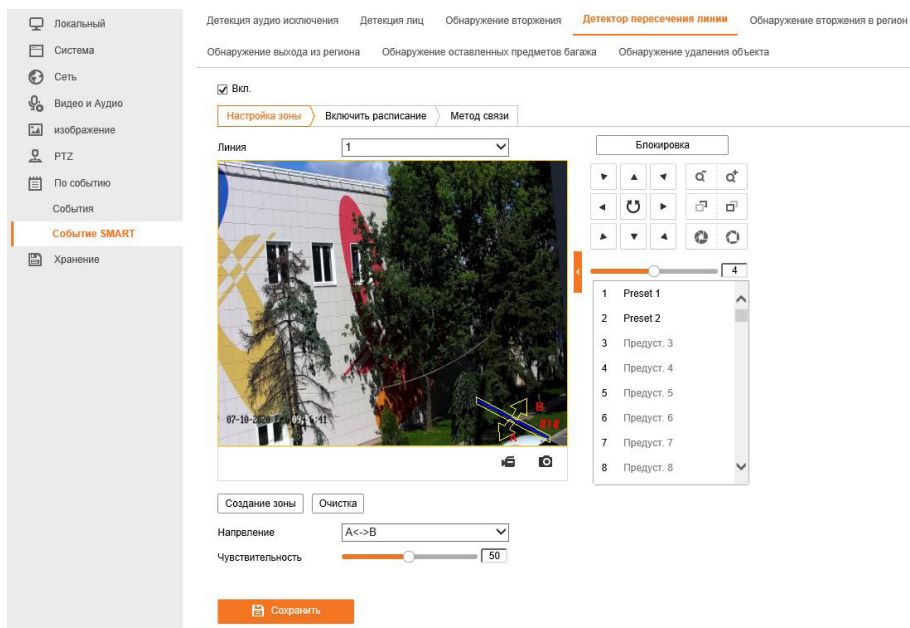 Локальный
Система
Сеть
Видео и Аудио
изображение
PTZ
По событию
События
Событие SMART
Хранение
Детекция аудио исключения Детекция лиц Обнаружение вторжения Детектор пересечения линии Обнаружение вторжения в регион
Обнаружение выхода из региона Обнаружение оставленных предметов багажа Обнаружение удаления объекта
Вкл.
Настройка зоны Включить расписание Метод связи
Линия 1
07-10-2020
Создание зоны Очистка
Напрвление A<->B
Чувствительность 50
Сохранить
Блокировка
4
1 Preset 1
2 Preset 2
3 Предуст. 3
4 Предуст. 4
5 Предуст. 5
6 Предуст. 6
7 Предуст. 7
8 Предуст. 8